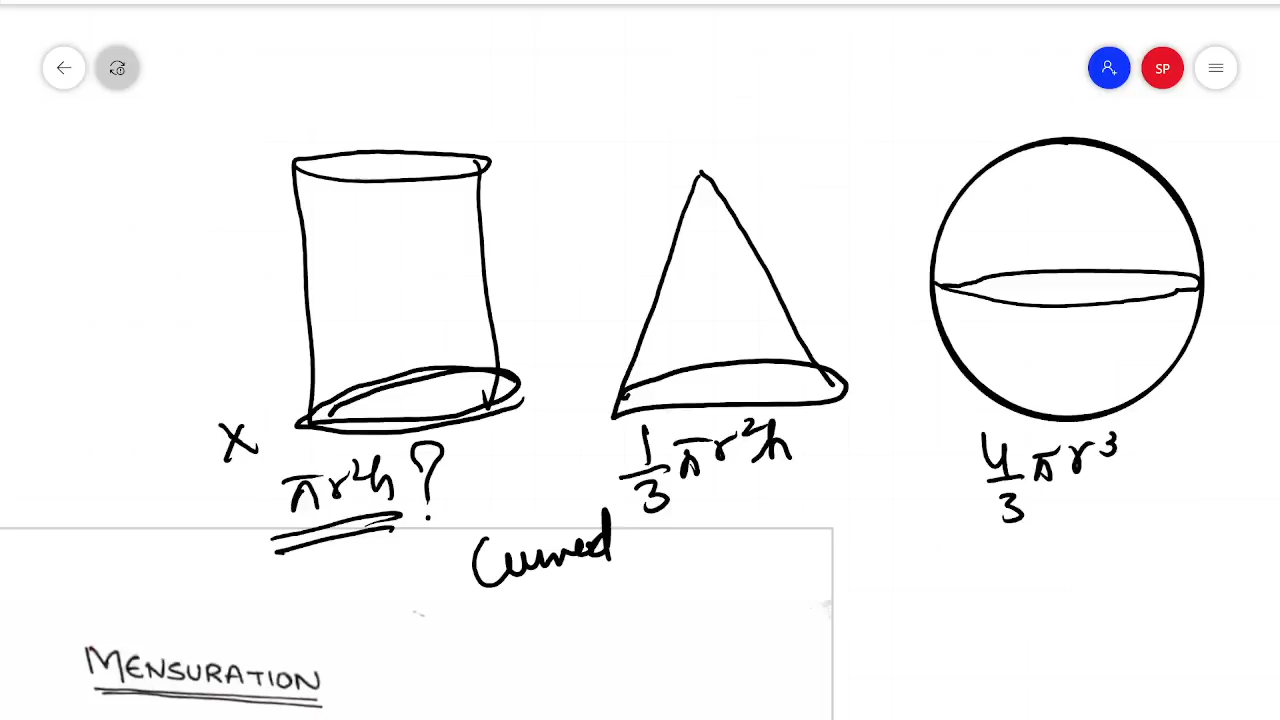 SP
X
πr²h ?
1/3 πr²h
4/3 πr³
Curved
MENSURATION